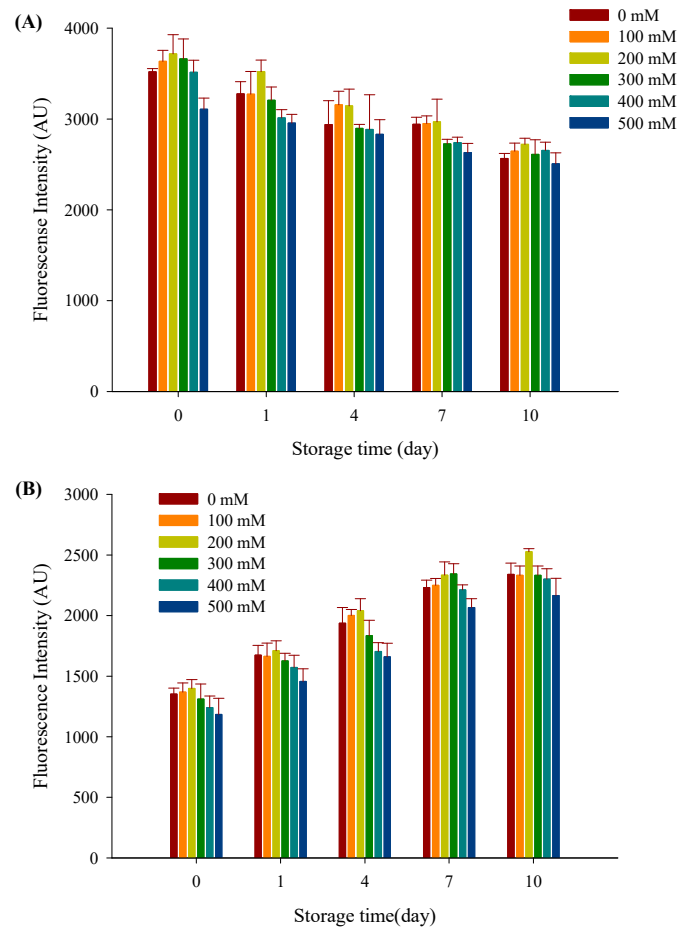 (A)
0 mM
100 mM
200 mM
300 mM
400 mM
500 mM
Fluorescense Intensity (AU)
4000
3000
2000
1000
0
0 1 4 7 10
Storage time (day)
(B)
0 mM
100 mM
200 mM
300 mM
400 mM
500 mM
Fluorescence Intensity (AU)
3000
2500
2000
1500
1000
500
0
0 1 4 7 10
Storage time(day)